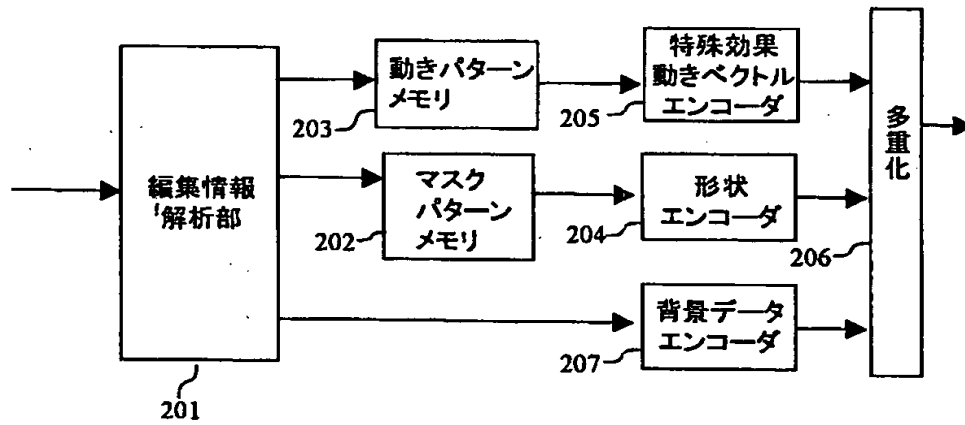 編集情報
解析部
201
動きパターン
メモリ
203
マスク
パターン
メモリ
202
特殊効果
動きベクトル
エンコーダ
205
形状
エンコーダ
204
背景データ
エンコーダ
207
多重化
206